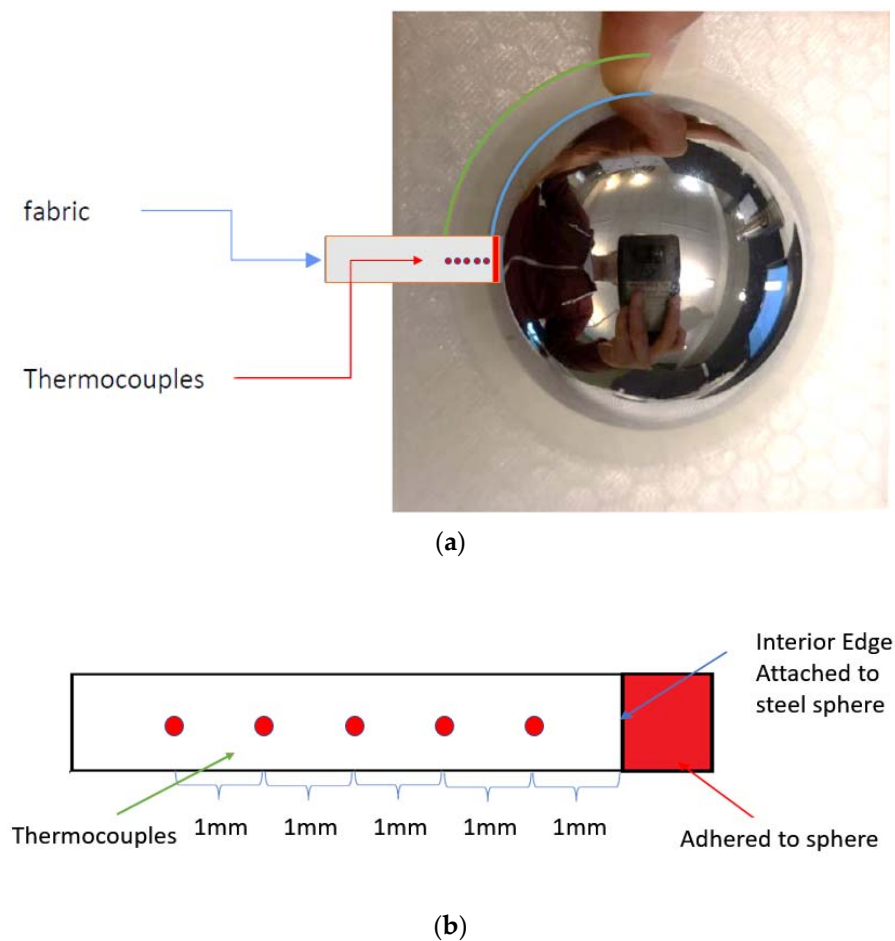 fabric
Thermocouples
(a)
Interior Edge
Attached to
steel sphere
Thermocouples
1mm 1mm 1mm 1mm 1mm
Adhered to sphere
(b)